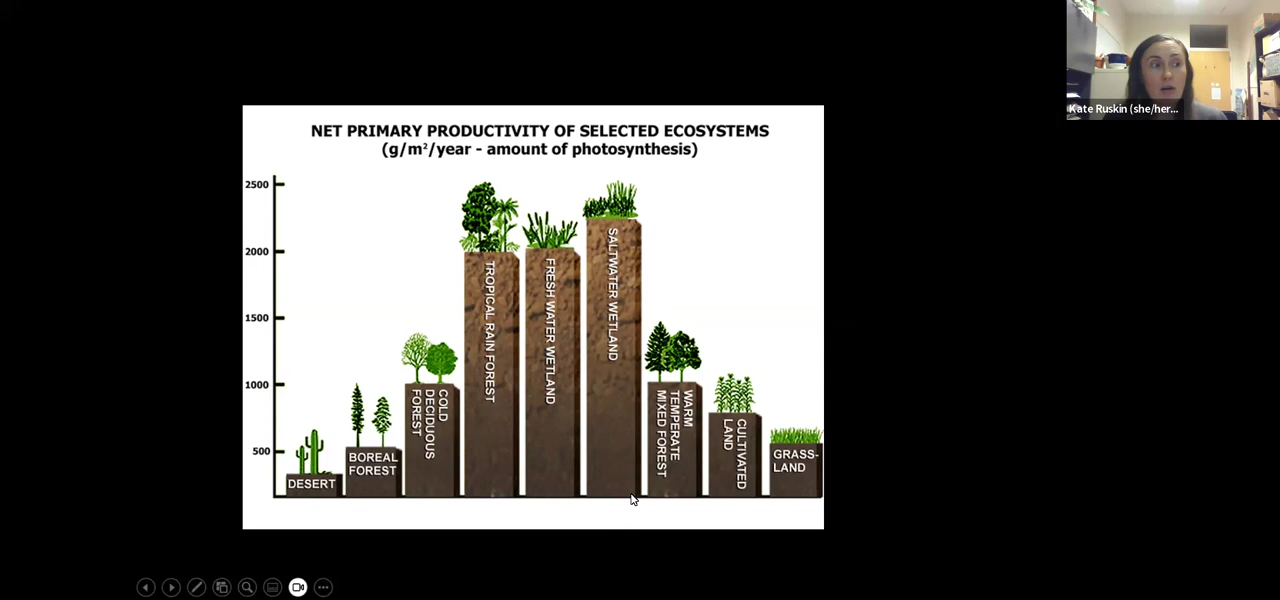 Kate Ruskin (she/her...
NET PRIMARY PRODUCTIVITY OF SELECTED ECOSYSTEMS
(g/m²/year - amount of photosynthesis)
2500
2000
1500
1000
500
DESERT
BOREAL
FOREST
COLD
DECIDUOUS
FOREST
TROPICAL RAIN FOREST
FRESH WATER WETLAND
SALTWATER WETLAND
WARM
TEMPERATE
MIXED FOREST
CULTIVATED
LAND
GRASS-
LAND